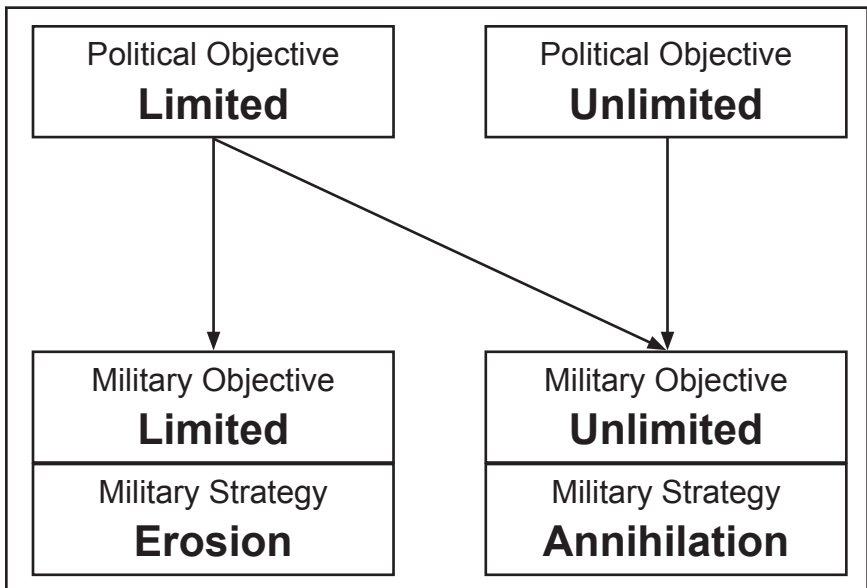 Political Objective
Limited
Political Objective
Unlimited
Military Objective
Limited
Military Strategy
Erosion
Military Objective
Unlimited
Military Strategy
Annihilation